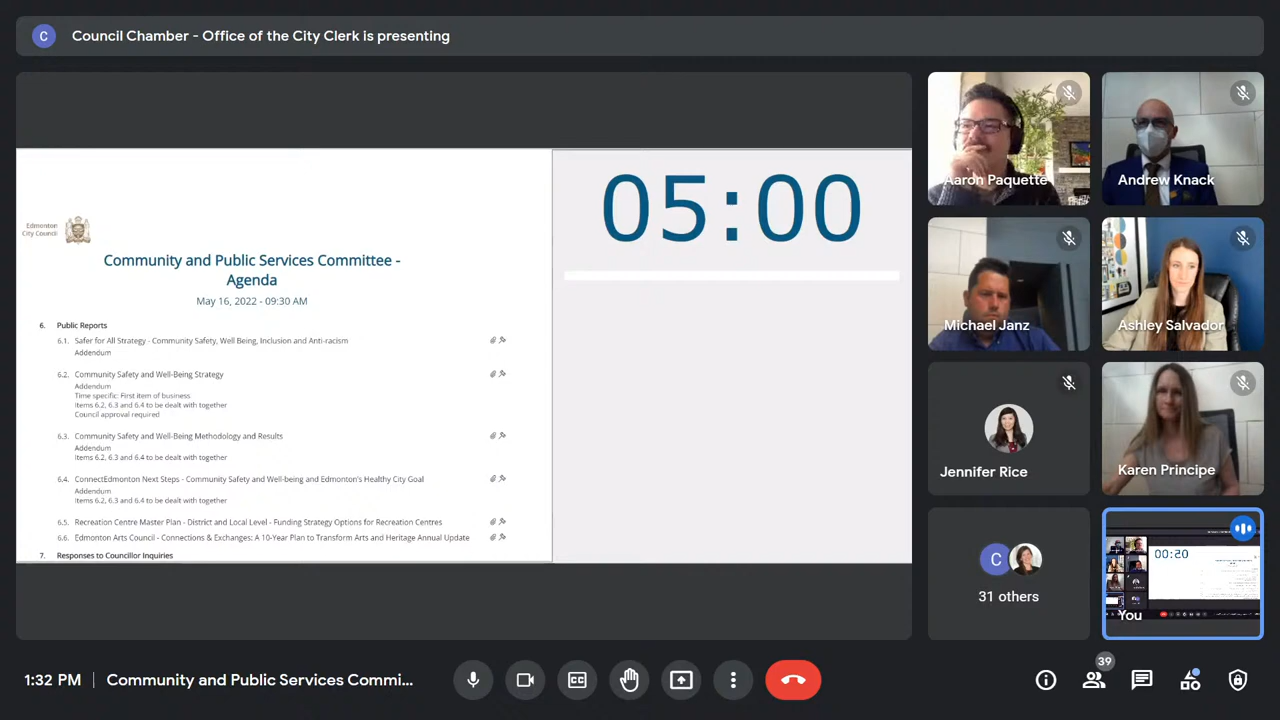 C
Council Chamber - Office of the City Clerk is presenting
Edmonton
City Council
Community and Public Services Committee -
Agenda
May 16, 2022 - 09:30 AM
6. Public Reports
6.1. Safer for All Strategy - Community Safety, Well Being, Inclusion and Anti-racism
Addendum
6.2. Community Safety and Well-Being Strategy
Addendum
Time specific: First item of business
Items 6.2, 6.3 and 6.4 to be dealt with together
Council approval required
6.3. Community Safety and Well-Being Methodology and Results
Addendum
Items 6.2, 6.3 and 6.4 to be dealt with together
6.4. ConnectEdmonton Next Steps - Community Safety and Well-being and Edmonton's Healthy City Goal
Addendum
Items 6.2, 6.3 and 6.4 to be dealt with together
6.5. Recreation Centre Master Plan - District and Local Level - Funding Strategy Options for Recreation Centres
6.6. Edmonton Arts Council - Connections & Exchanges: A 10-Year Plan to Transform Arts and Heritage Annual Update
7. Responses to Councillor Inquiries
05:00
Aaron Paquette
Andrew Knack
Michael Janz
Ashley Salvador
Jennifer Rice
Karen Principe
C
31 others
05:00
You
1:32 PM | Community and Public Services Commi...
39